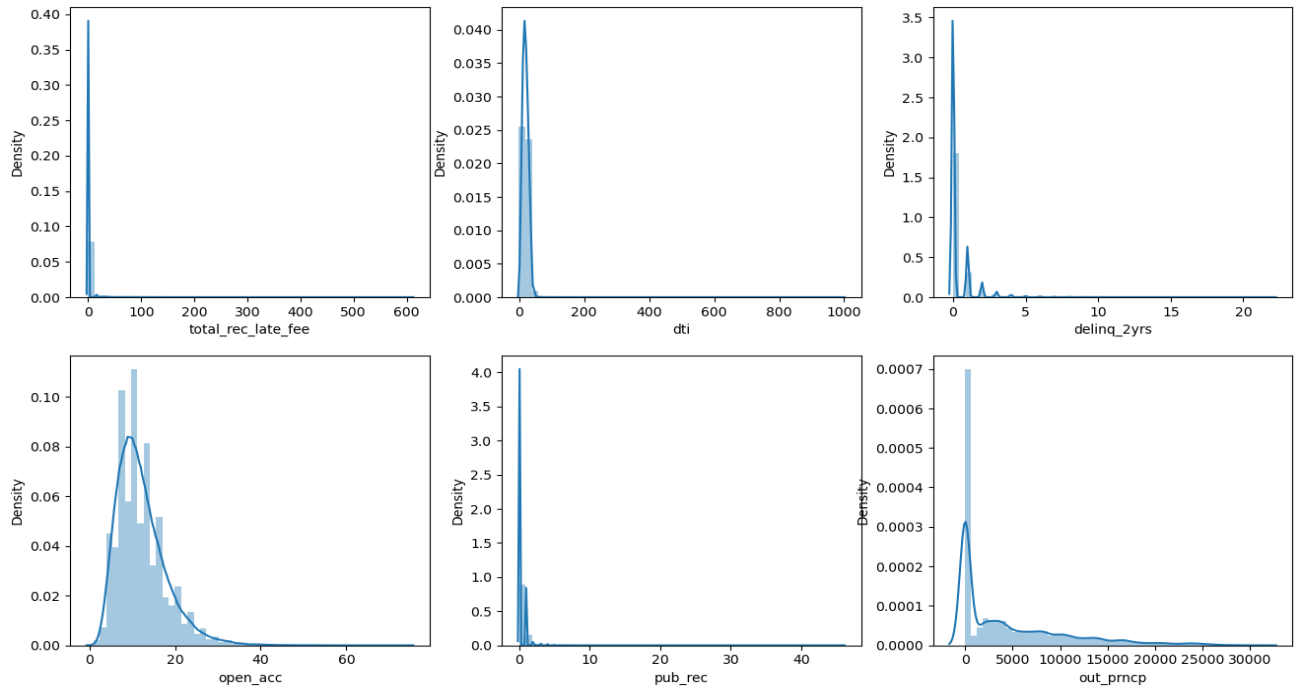 0.40
0.35
0.30
0.25
0.20
0.15
0.10
0.05
0.00
Density
0 100 200 300 400 500 600
total_rec_late_fee
0.040
0.035
0.030
0.025
0.020
0.015
0.010
0.005
0.000
Density
0 200 400 600 800 1000
dti
3.5
3.0
2.5
2.0
1.5
1.0
0.5
0.0
Density
0 5 10 15 20
delinq_2yrs
0.10
0.08
0.06
0.04
0.02
0.00
Density
0 20 40 60
open_acc
4.0
3.5
3.0
2.5
2.0
1.5
1.0
0.5
0.0
Density
0 10 20 30 40
pub_rec
0.0007
0.0006
0.0005
0.0004
0.0003
0.0002
0.0001
0.0000
Density
0 5000 10000 15000 20000 25000 30000
out_prncp